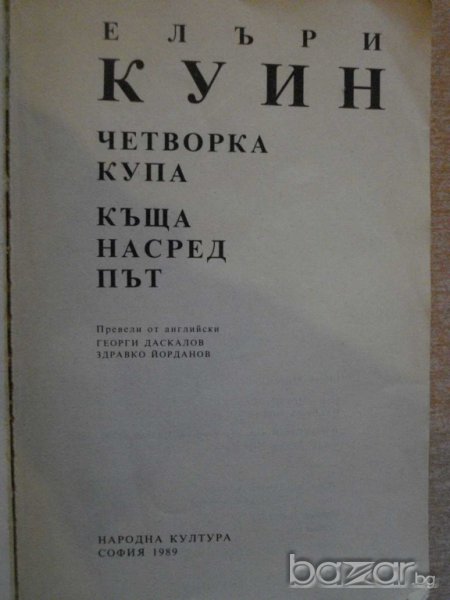 ЕЛЪРИ
КУИН
ЧЕТВОРКА
КУПА
КЪЩА
НАСРЕД
ПЪТ
Превели от английски
ГЕОРГИ ДАСКАЛОВ
ЗДРАВКО ЙОРДАНОВ
НАРОДНА КУЛТУРА
СОФИЯ 1989
bazar.bg